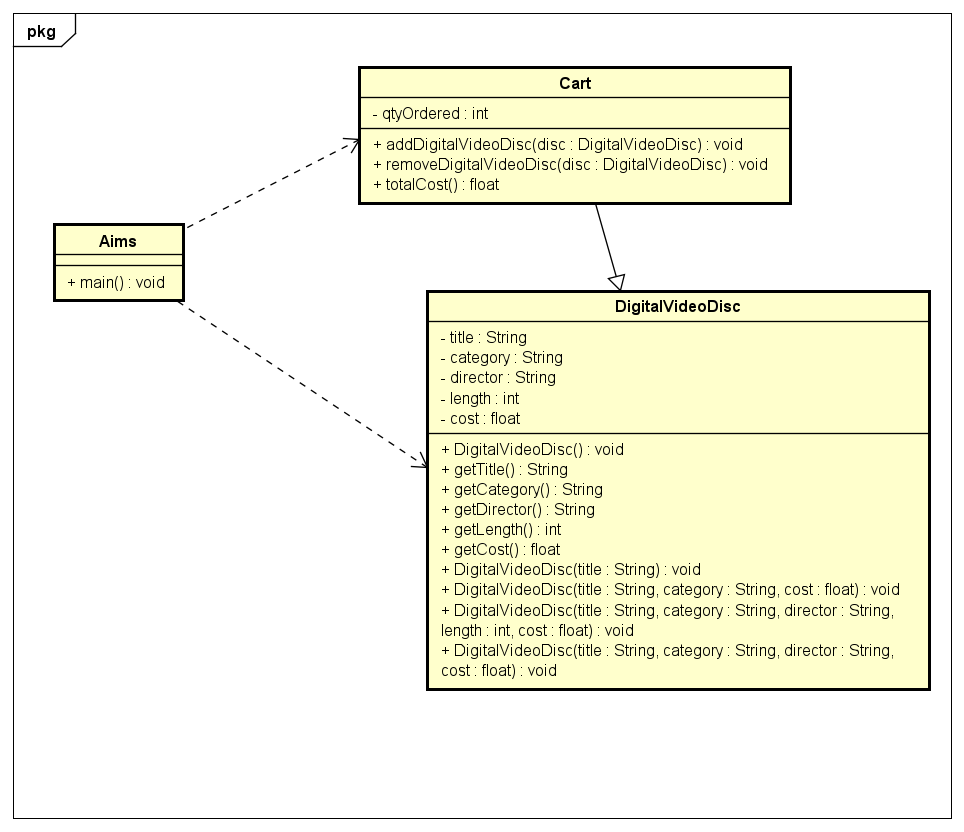 pkg
Cart
- qtyOrdered : int
+ addDigitalVideoDisc(disc : DigitalVideoDisc) : void
+ removeDigitalVideoDisc(disc : DigitalVideoDisc) : void
+ totalCost() : float
Aims
+ main() : void
DigitalVideoDisc
- title : String
- category : String
- director : String
- length : int
- cost : float
+ DigitalVideoDisc() : void
+ getTitle() : String
+ getCategory() : String
+ getDirector() : String
+ getLength() : int
+ getCost() : float
+ DigitalVideoDisc(title : String) : void
+ DigitalVideoDisc(title : String, category : String, cost : float) : void
+ DigitalVideoDisc(title : String, category : String, director : String,
length : int, cost : float) : void
+ DigitalVideoDisc(title : String, category : String, director : String,
cost : float) : void